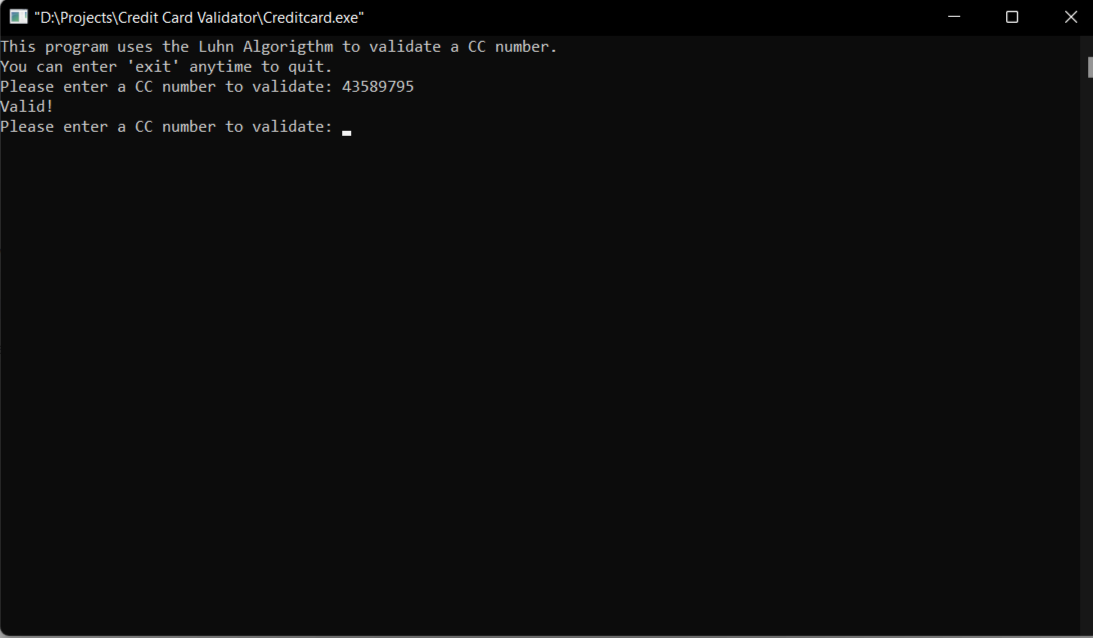 "D:\Projects\Credit Card Validator\Creditcard.exe"
This program uses the Luhn Algorigthm to validate a CC number.
You can enter 'exit' anytime to quit.
Please enter a CC number to validate: 43589795
Valid!
Please enter a CC number to validate: